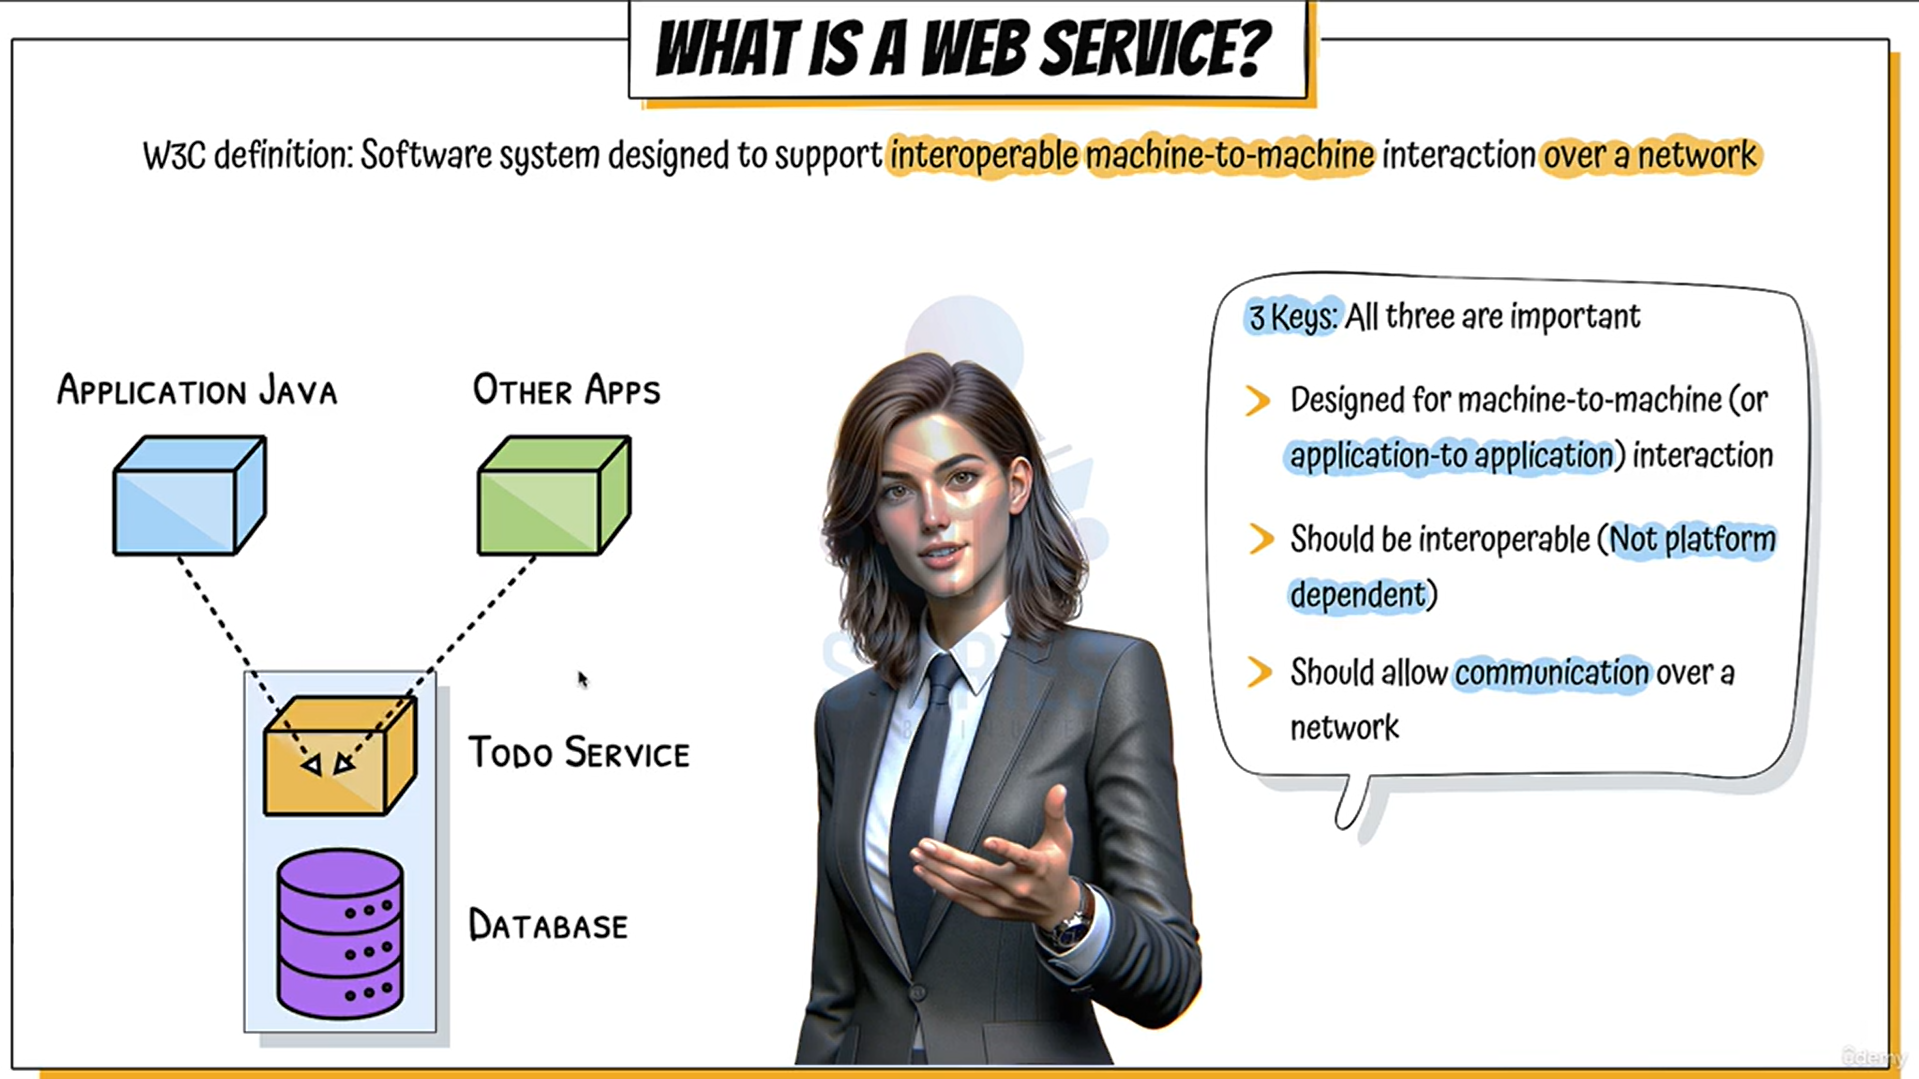 WHAT IS A WEB SERVICE?
W3C definition: Software system designed to support interoperable machine-to-machine interaction over a network
3 Keys: All three are important
Designed for machine-to-machine (or
application-to application) interaction
Should be interoperable (Not platform
dependent)
Should allow communication over a
network
APPLICATION JAVA
OTHER APPS
TODO SERVICE
DATABASE
ûdemy